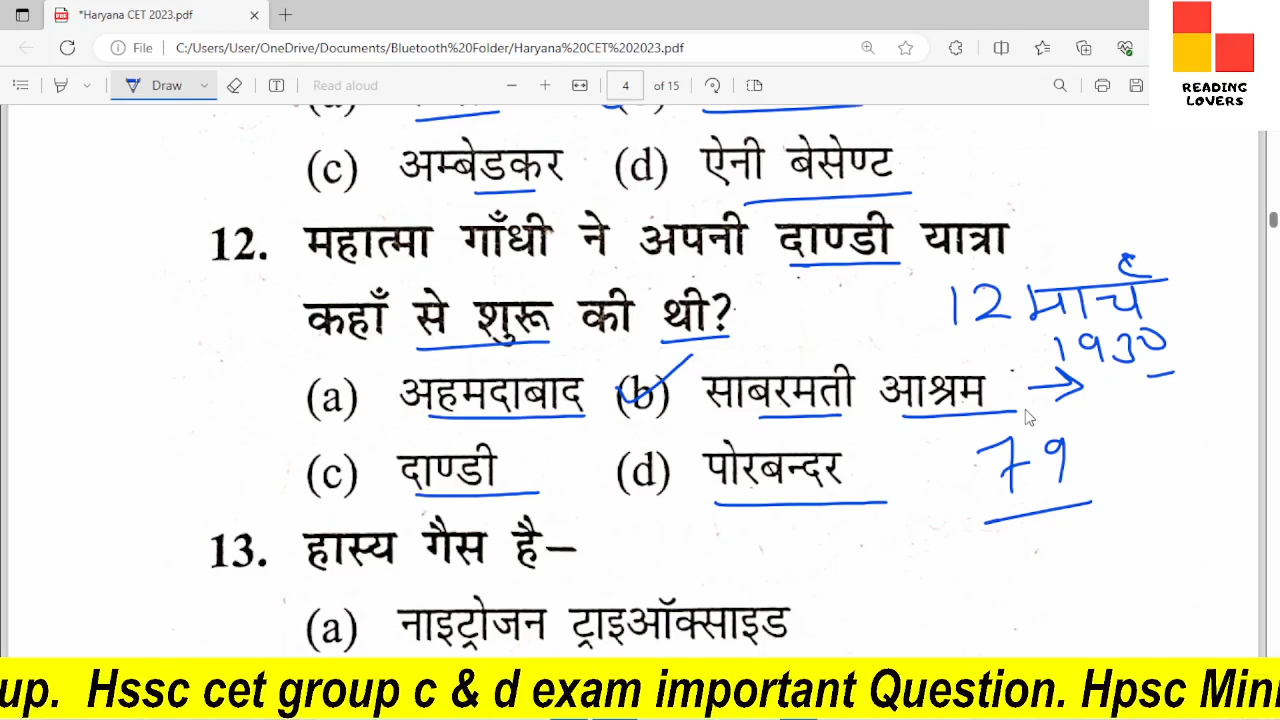 *Haryana CET 2023.pdf
File C:/Users/User/OneDrive/Documents/Bluetooth%20Folder/Haryana%20CET%202023.pdf
Draw Read aloud 4 of 15
READING
LOVERS
(c) अम्बेडकर (d) ऐनी बेसेण्ट
12. महात्मा गाँधी ने अपनी दाण्डी यात्रा
कहाँ से शुरू की थी?
12 मार्च
1930
(a) अहमदाबाद (b) साबरमती आश्रम →
(c) दाण्डी (d) पोरबन्दर 79
13. हास्य गैस है–
(a) नाइट्रोजन ट्राइऑक्साइड
up. Hssc cet group c & d exam important Question. Hpsc Min